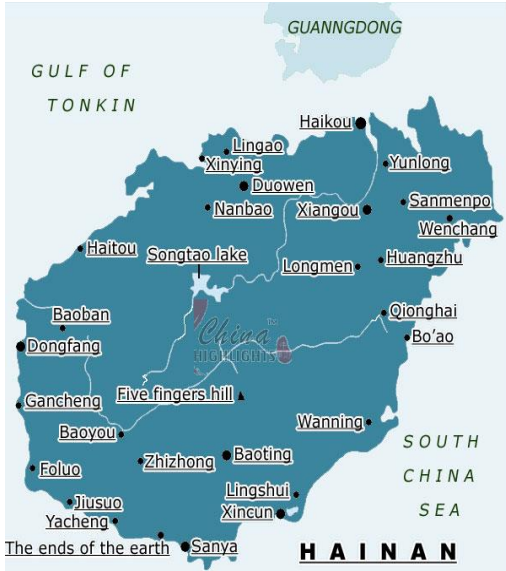 GUANNGDONG
GULF OF
TONKIN
Haikou
Lingao
Xinying
Yunlong
Duowen
Nanbao
Xiangou
Sanmenpo
Wenchang
Haitou
Songtao lake
Longmen
Huangzhu
Baoban
Qionghai
China™
HIGHLIGHTS
Bo'ao
Dongfang
Five fingers hill
Gancheng
Wanning
Baoyou
SOUTH
CHINA
SEA
Zhizhong
Baoting
Foluo
Lingshui
Jiusuo
Xincun
Yacheng
The ends of the earth
Sanya
HAINAN